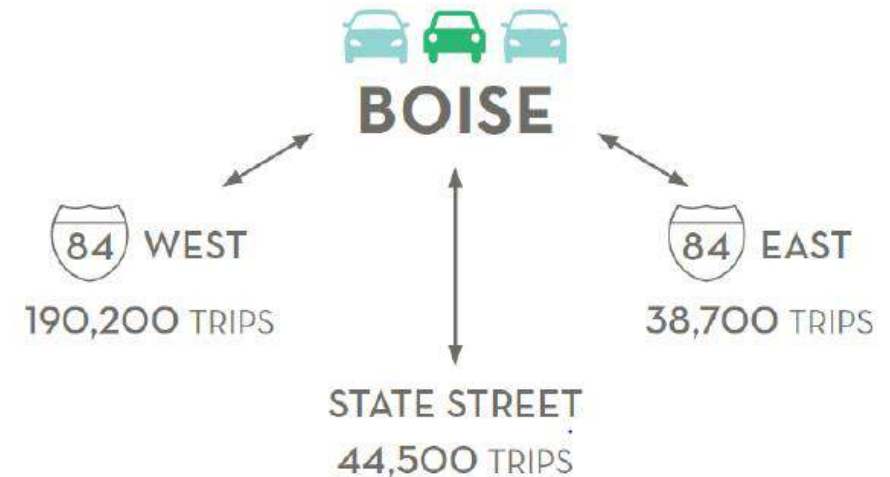 BOISE
84 WEST
190,200 TRIPS
84 EAST
38,700 TRIPS
STATE STREET
44,500 TRIPS